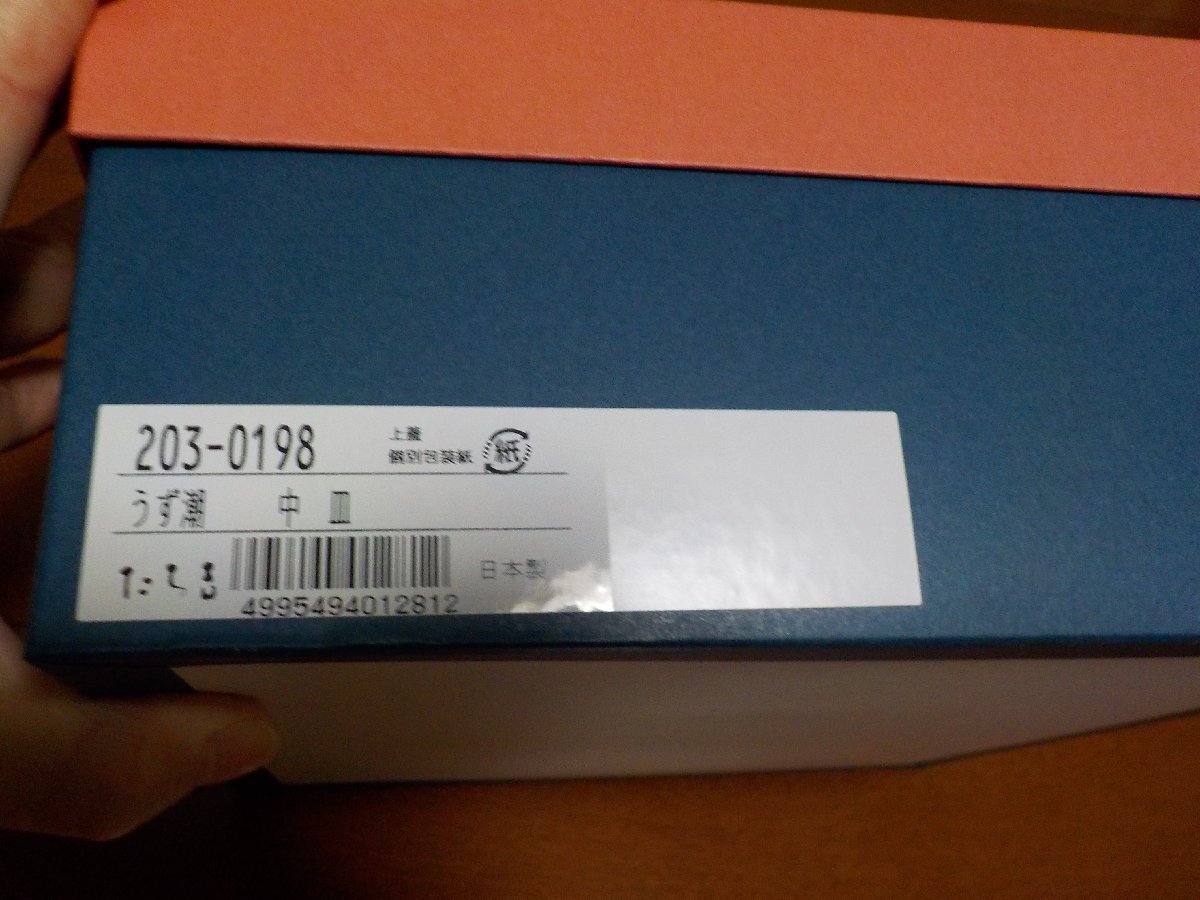 203-0198
上蓋
個別包装紙 紙
うず潮 中皿
たち吉
4995494012812
日本製